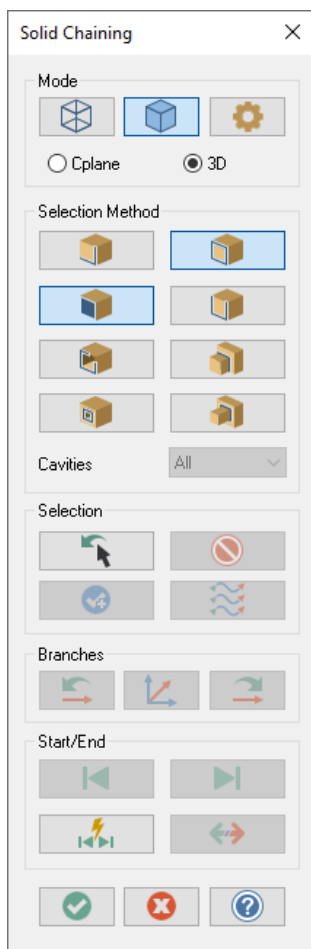 Solid Chaining
Mode
Cplane
3D
Selection Method
Cavities
All
Selection
Branches
Start/End